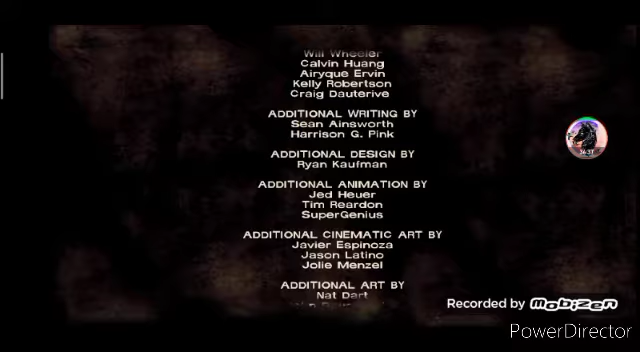 Will Wheeler
Calvin Huang
Airyque Ervin
Kelly Robertson
Craig Dauterive
ADDITIONAL WRITING BY
Sean Ainsworth
Harrison G. Pink
ADDITIONAL DESIGN BY
Ryan Kaufman
ADDITIONAL ANIMATION BY
Jed Heuer
Tim Reardon
SuperGenius
ADDITIONAL CINEMATIC ART BY
Javier Espinoza
Jason Latino
Jolie Menzel
ADDITIONAL ART BY
Nat Dart
Recorded by mobizen
PowerDirector